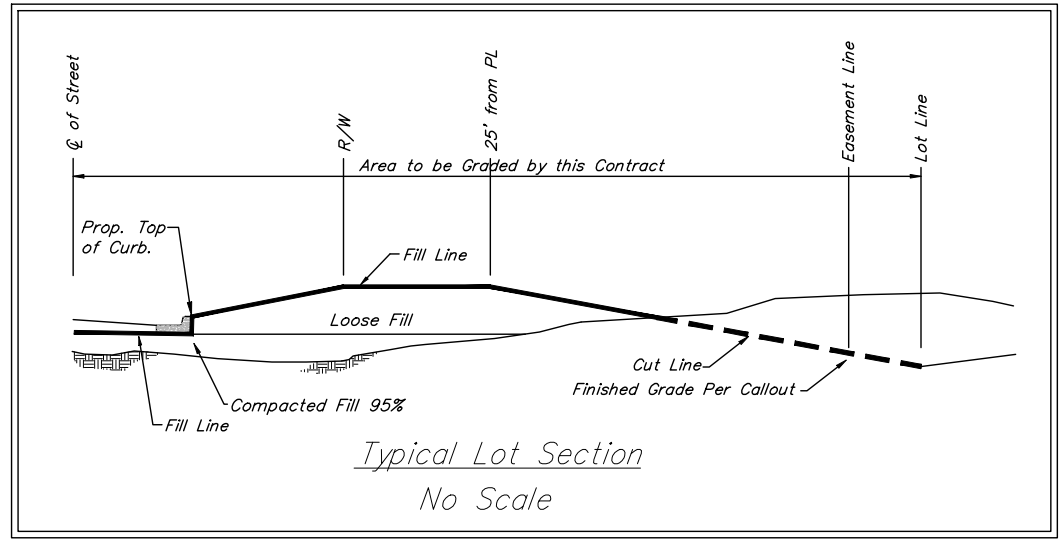 ℄ of Street
R/W
25' from PL
Easement Line
Lot Line
Area to be Graded by this Contract
Prop. Top
of Curb.
Fill Line
Loose Fill
Cut Line
Finished Grade Per Callout
Compacted Fill 95%
Fill Line
Typical Lot Section
No Scale